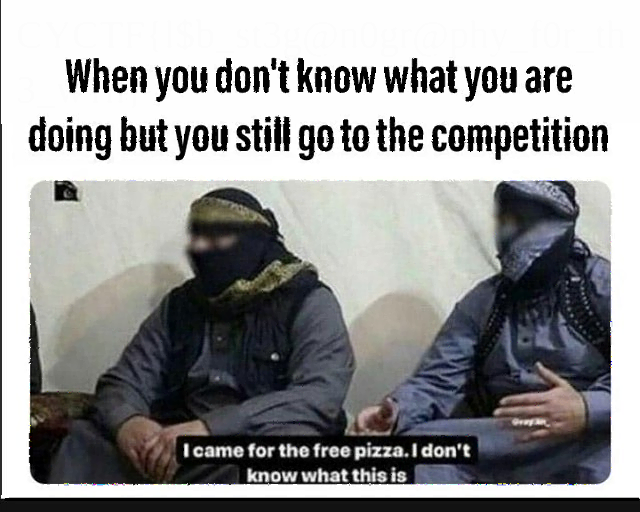 When you don't know what you are
doing but you still go to the competition
I came for the free pizza. I don't
know what this is